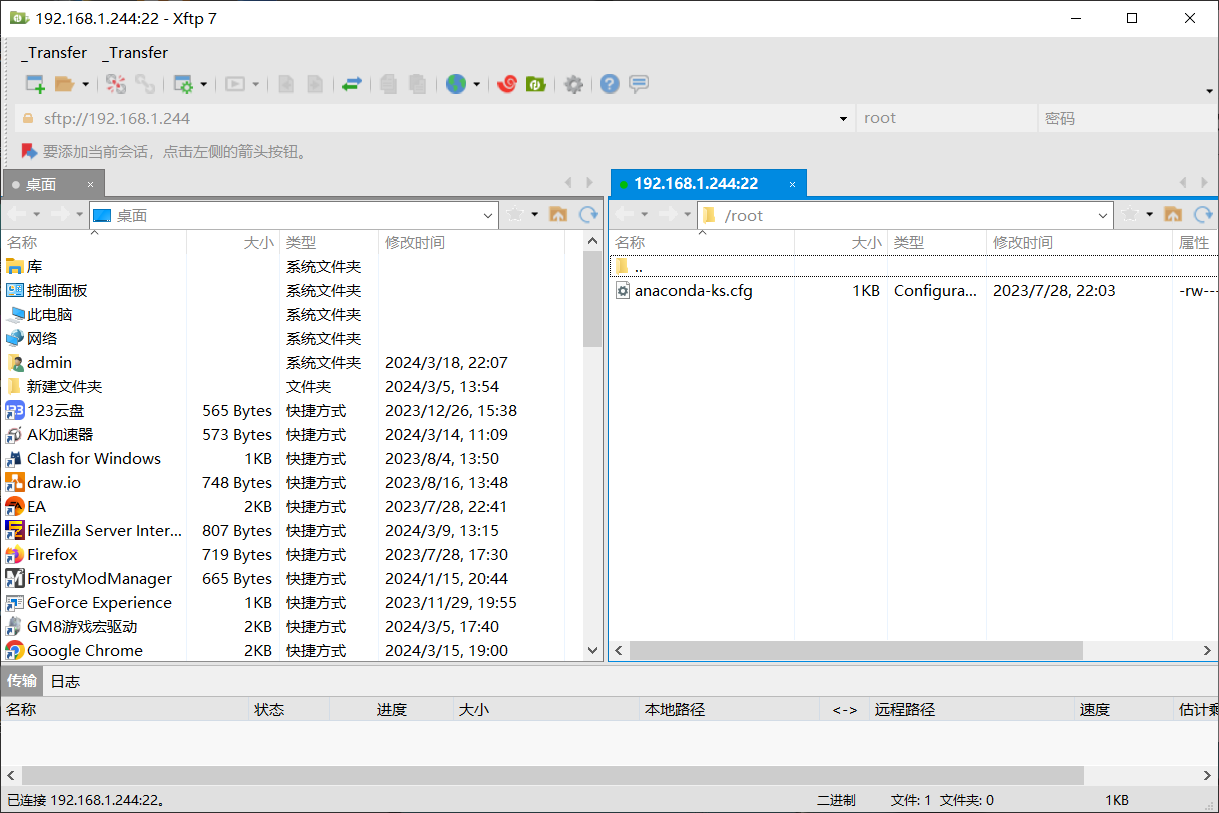 192.168.1.244:22 - Xftp 7
_Transfer _Transfer
sftp://192.168.1.244 root 密码
要添加当前会话，点击左侧的箭头按钮。
桌面 × 192.168.1.244:22 ×
桌面 /root
名称 大小 类型 修改时间 名称 大小 类型 修改时间 属性
库 系统文件夹 ..
控制面板 系统文件夹 anaconda-ks.cfg 1KB Configura... 2023/7/28, 22:03 -rw---
此电脑 系统文件夹
网络 系统文件夹
admin 系统文件夹 2024/3/18, 22:07
新建文件夹 文件夹 2024/3/5, 13:54
123云盘 565 Bytes 快捷方式 2023/12/26, 15:38
AK加速器 573 Bytes 快捷方式 2024/3/14, 11:09
Clash for Windows 1KB 快捷方式 2023/8/4, 13:50
draw.io 748 Bytes 快捷方式 2023/8/16, 13:48
EA 2KB 快捷方式 2023/7/28, 22:41
FileZilla Server Inter... 807 Bytes 快捷方式 2024/3/9, 13:15
Firefox 719 Bytes 快捷方式 2023/7/28, 17:30
FrostyModManager 665 Bytes 快捷方式 2024/1/15, 20:44
GeForce Experience 1KB 快捷方式 2023/11/29, 19:55
GM8游戏宏驱动 2KB 快捷方式 2024/3/5, 17:40
Google Chrome 2KB 快捷方式 2024/3/15, 19:00
传输 日志
名称 状态 进度 大小 本地路径 <-> 远程路径 速度 估计剩
已连接 192.168.1.244:22。 二进制 文件: 1 文件夹: 0 1KB